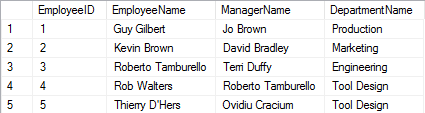 EmployeeID EmployeeName ManagerName DepartmentName
1 1 Guy Gilbert Jo Brown Production
2 2 Kevin Brown David Bradley Marketing
3 3 Roberto Tamburello Terri Duffy Engineering
4 4 Rob Walters Roberto Tamburello Tool Design
5 5 Thierry D'Hers Ovidiu Cracium Tool Design